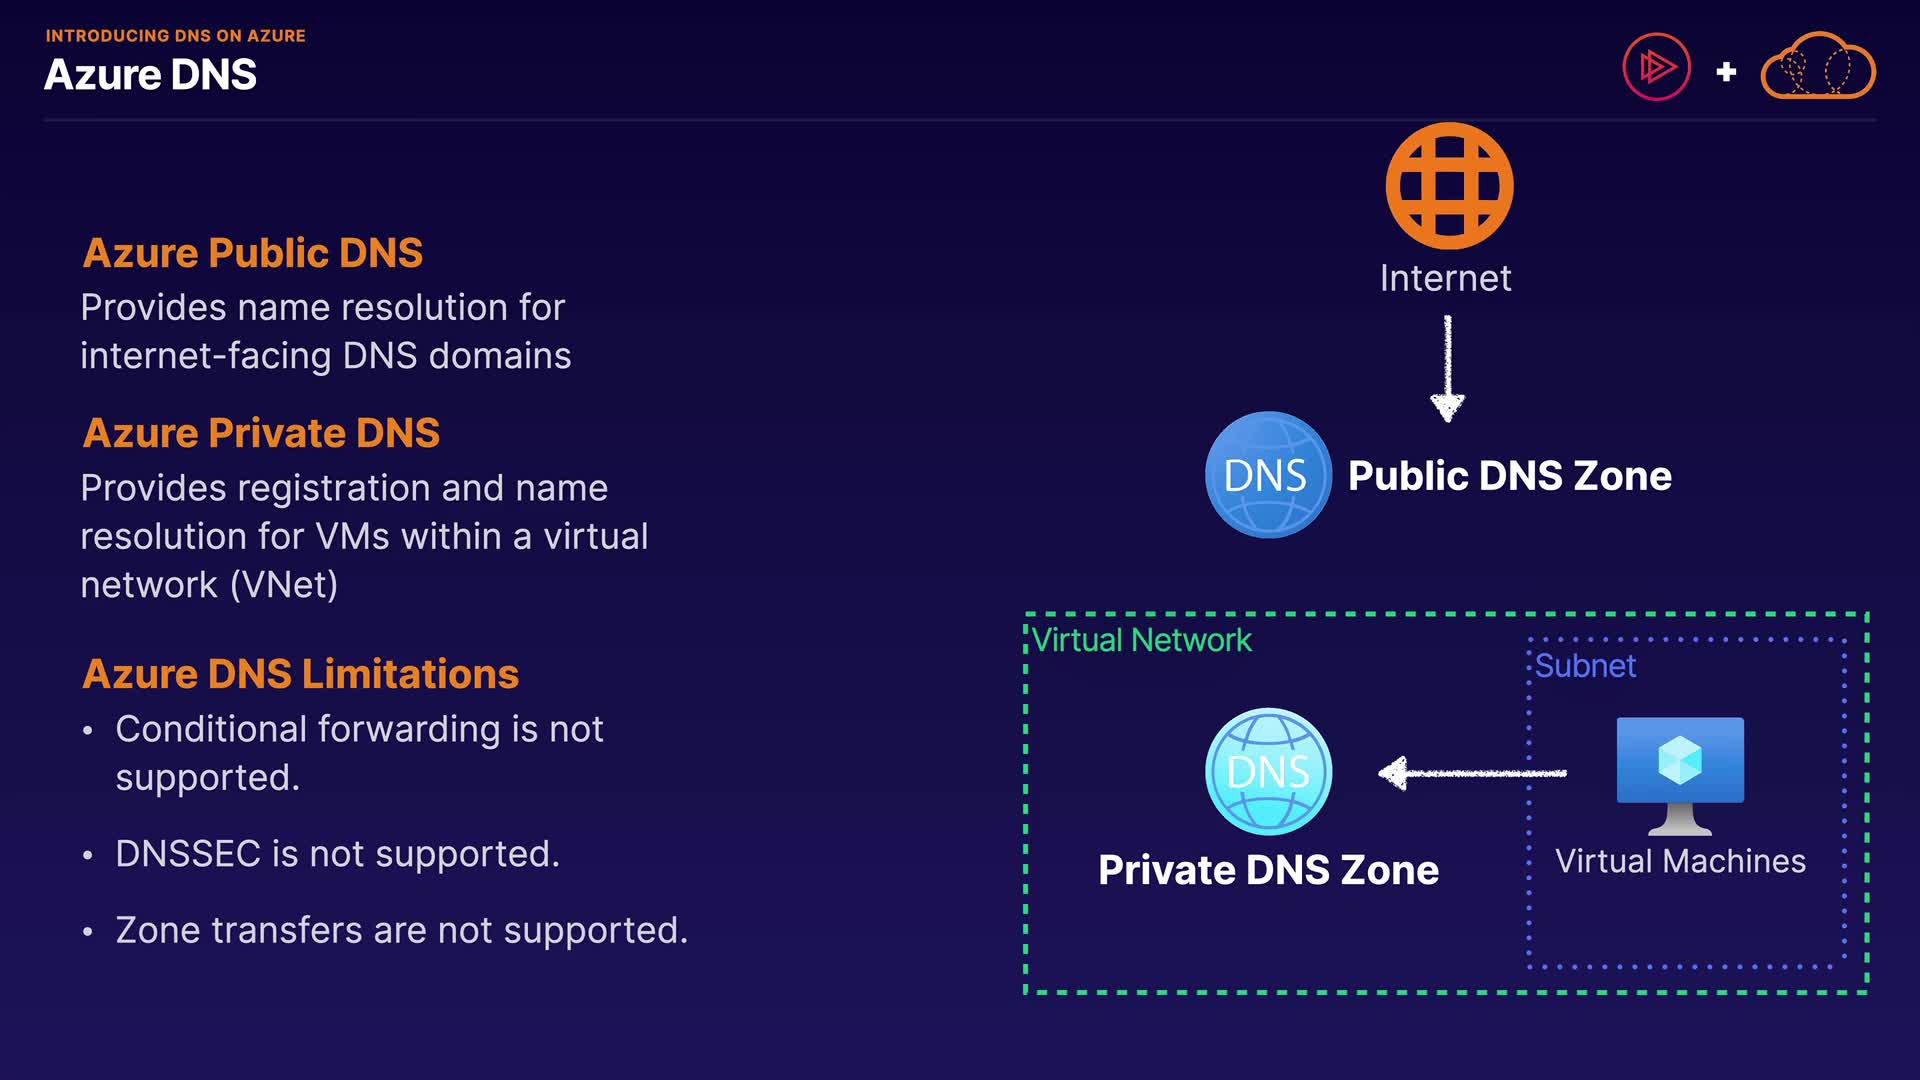 INTRODUCING DNS ON AZURE
Azure DNS
Azure Public DNS
Provides name resolution for
internet-facing DNS domains
Azure Private DNS
Provides registration and name
resolution for VMs within a virtual
network (VNet)
Azure DNS Limitations
• Conditional forwarding is not
supported.
• DNSSEC is not supported.
• Zone transfers are not supported.
+
Internet
DNS
Public DNS Zone
Virtual Network
Subnet
DNS
Private DNS Zone
Virtual Machines